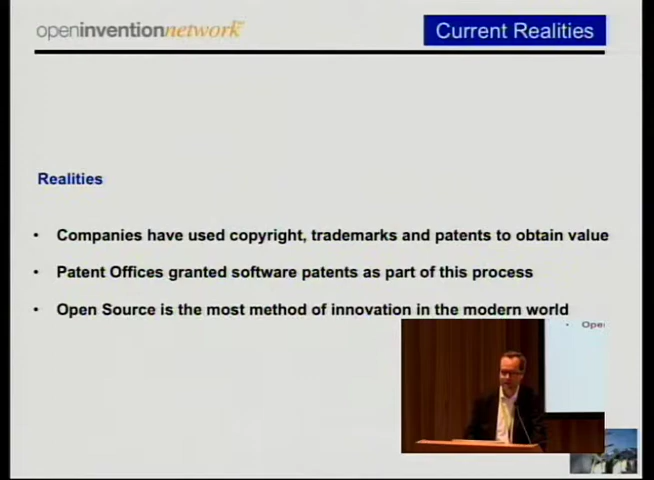 openinventionnetwork
Current Realities
Realities
• Companies have used copyright, trademarks and patents to obtain value
• Patent Offices granted software patents as part of this process
• Open Source is the most method of innovation in the modern world
• Ope